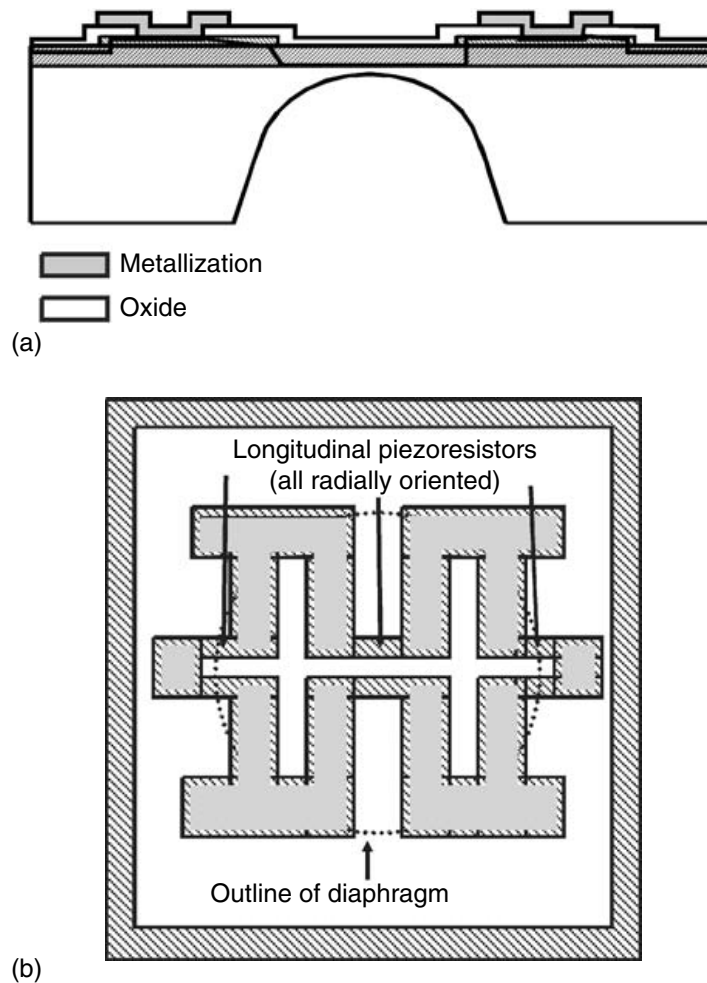 Metallization
Oxide
(a)
Longitudinal piezoresistors
(all radially oriented)
Outline of diaphragm
(b)